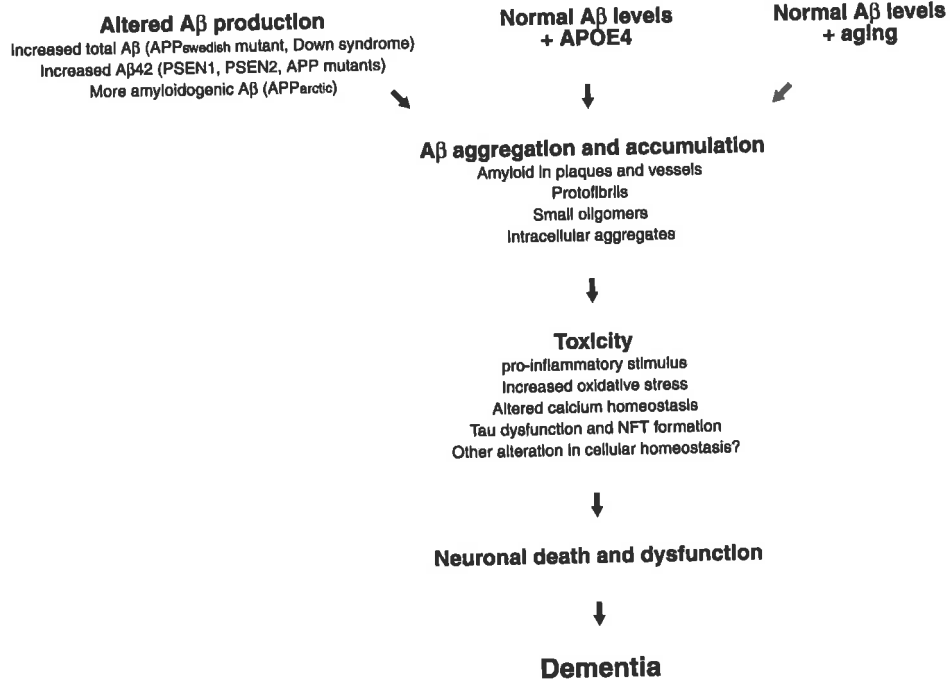 Altered Aβ production
Increased total Aβ (APPswedish mutant, Down syndrome)
Increased Aβ42 (PSEN1, PSEN2, APP mutants)
More amyloidogenic Aβ (APParctic)
Normal Aβ levels
+ APOE4
Normal Aβ levels
+ aging
Aβ aggregation and accumulation
Amyloid in plaques and vessels
Protofibrils
Small oligomers
Intracellular aggregates
Toxicity
pro-inflammatory stimulus
Increased oxidative stress
Altered calcium homeostasis
Tau dysfunction and NFT formation
Other alteration in cellular homeostasis?
Neuronal death and dysfunction
Dementia